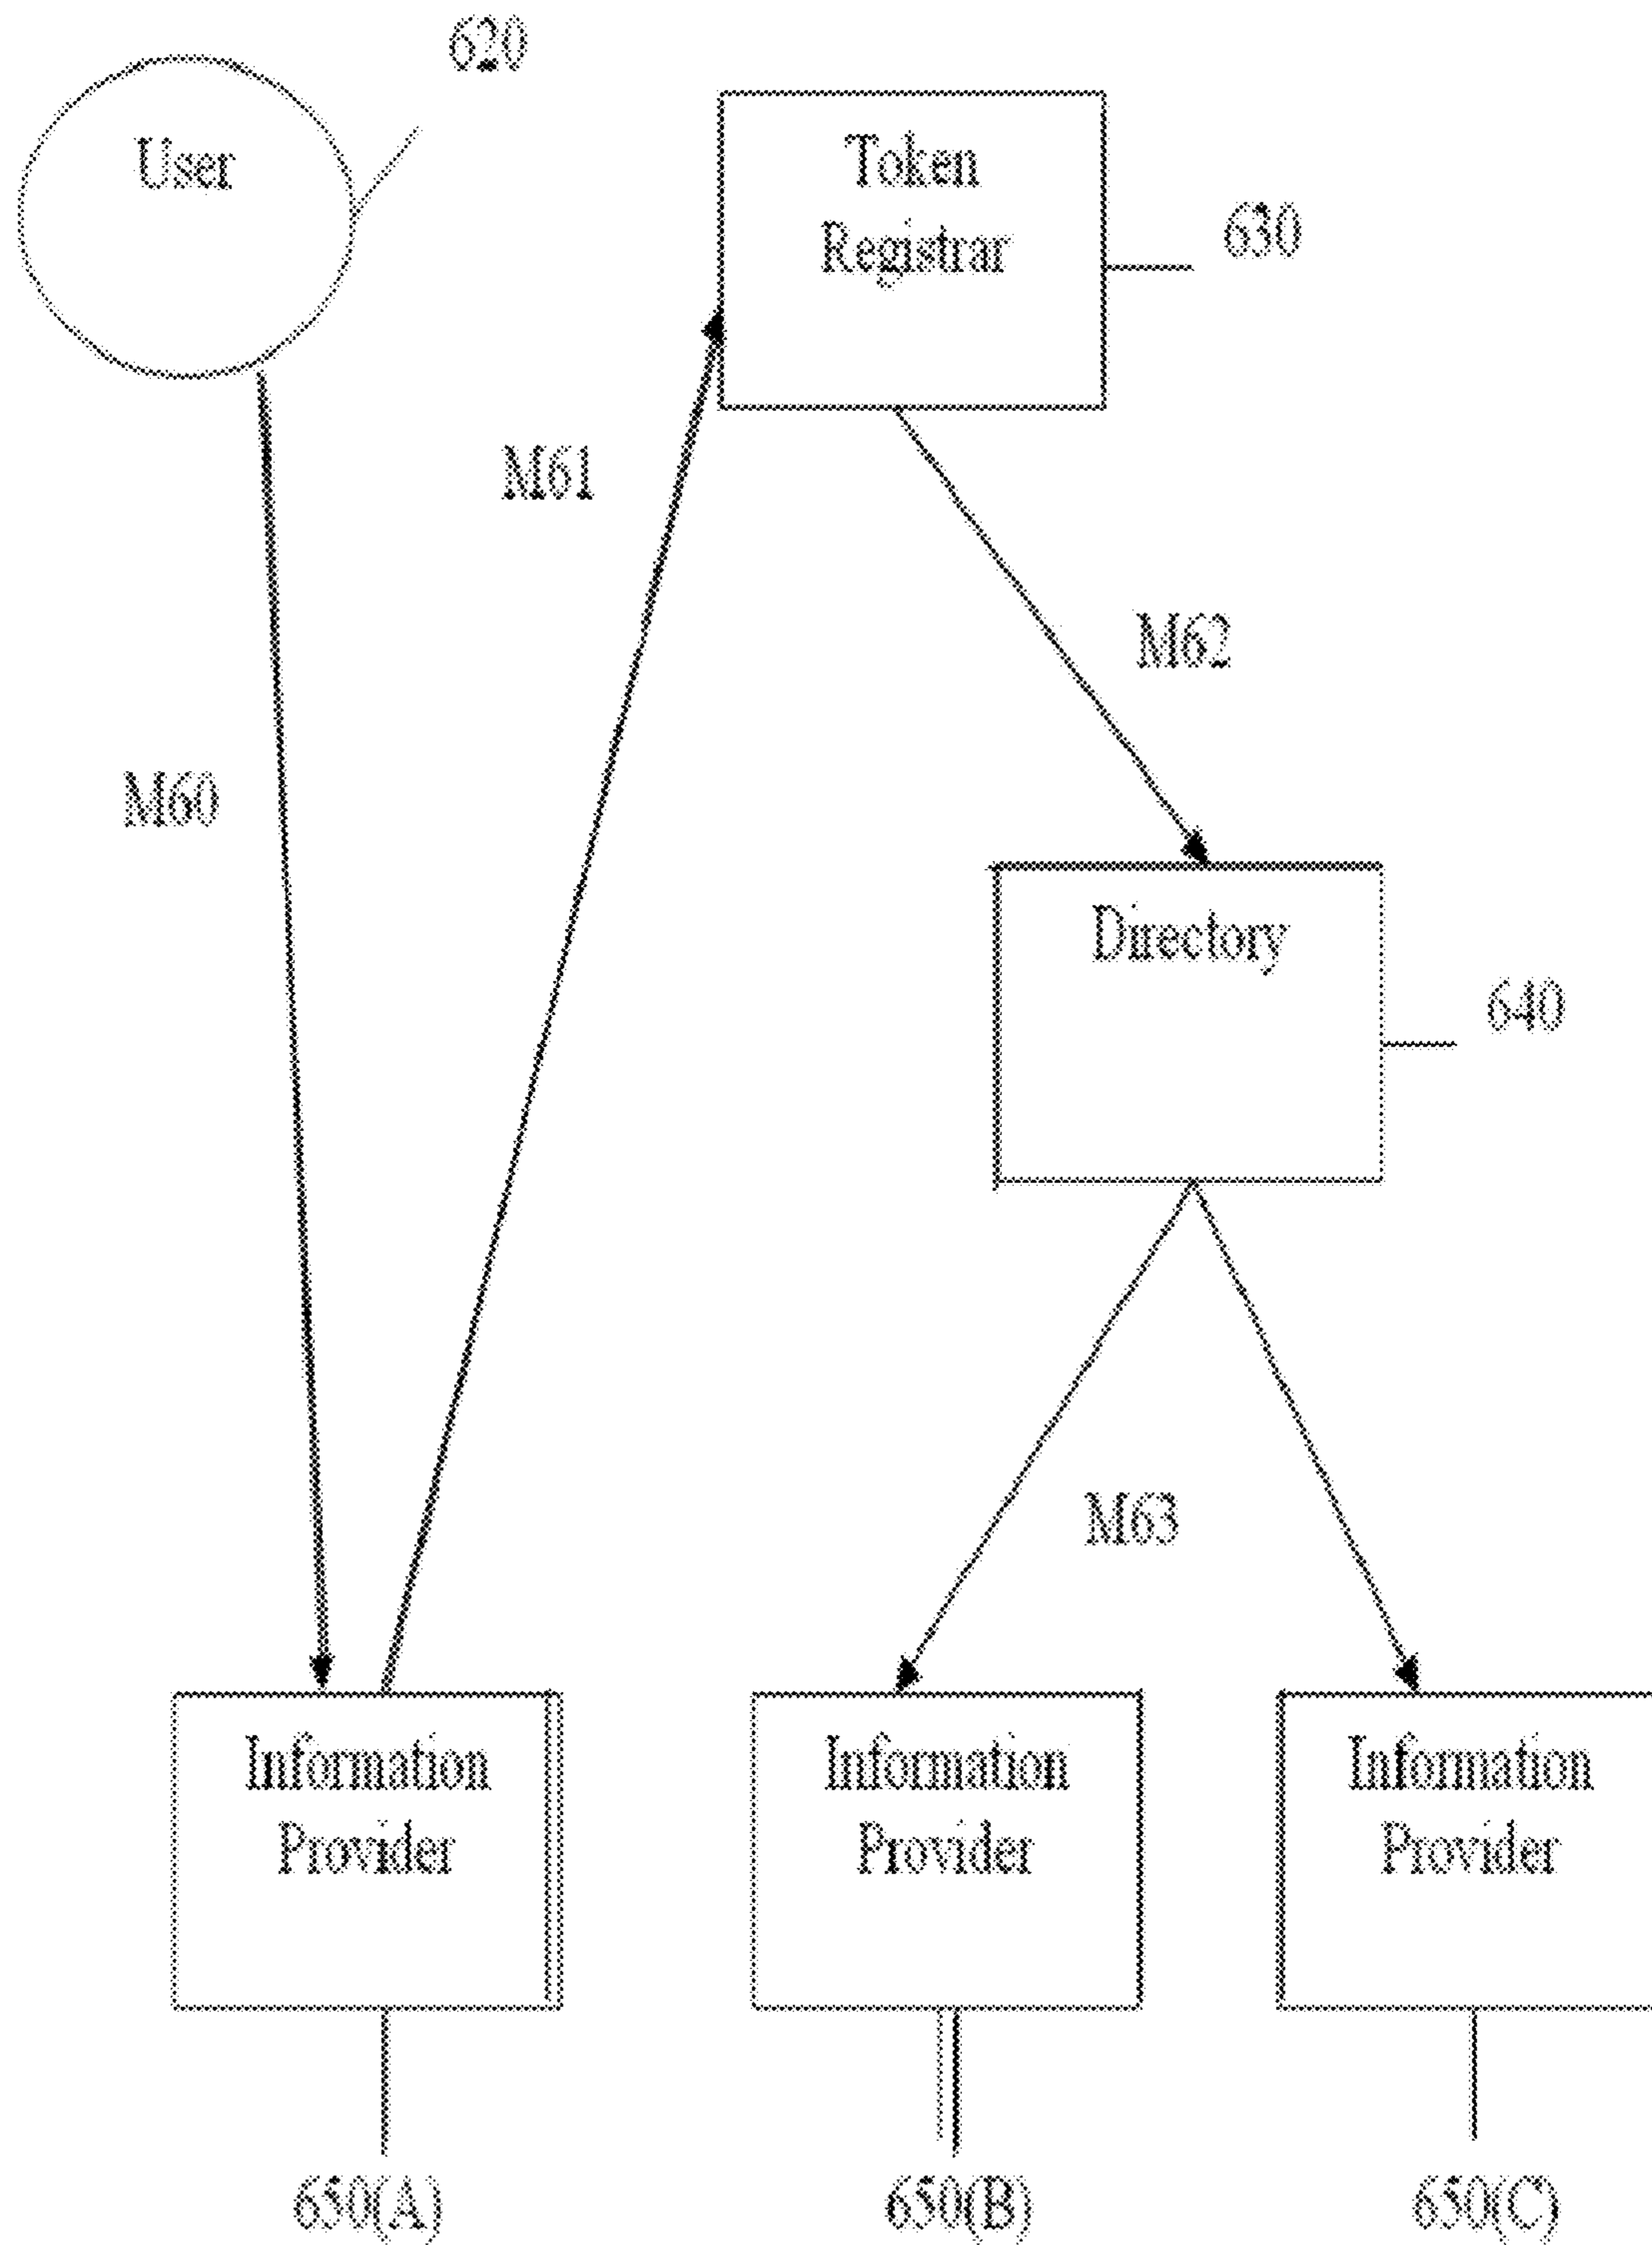 620
User
Token
Registrar
630
M61
M62
M60
Directory
640
M63
Information
Provider
Information
Provider
Information
Provider
650(A)
650(B)
650(C)